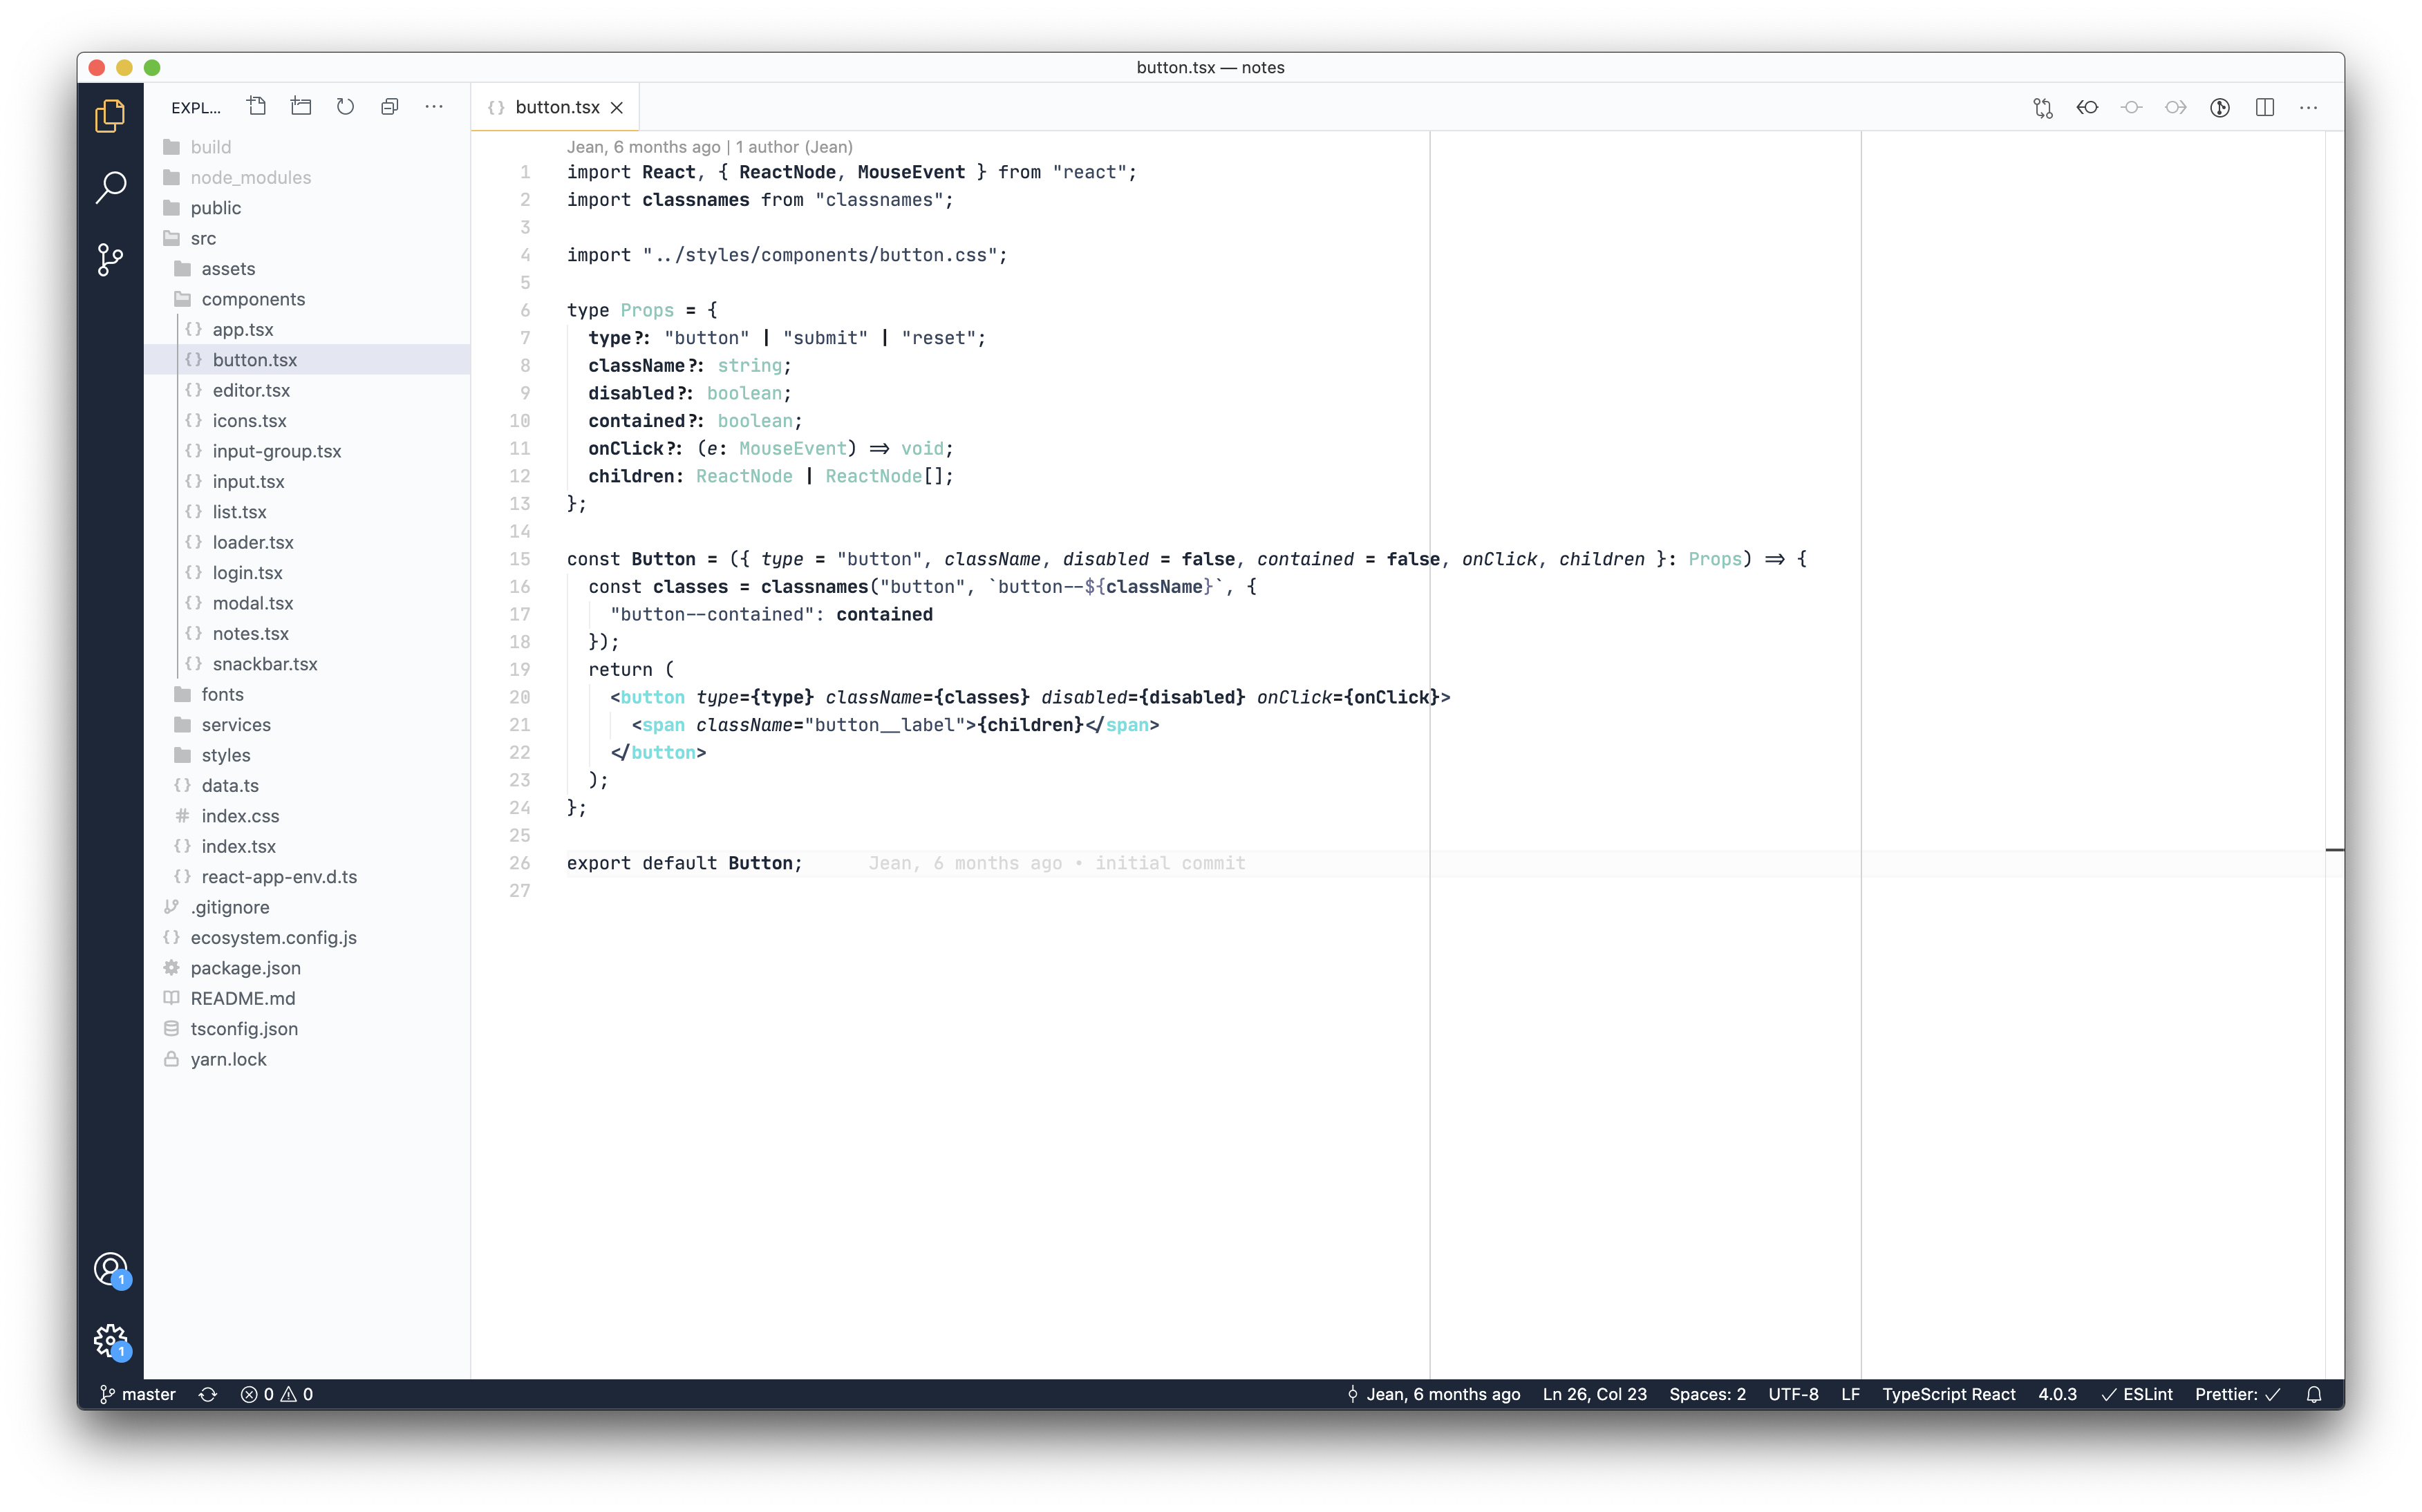 button.tsx — notes
EXPL...
build
node_modules
public
src
assets
components
app.tsx
button.tsx
editor.tsx
icons.tsx
input-group.tsx
input.tsx
list.tsx
loader.tsx
login.tsx
modal.tsx
notes.tsx
snackbar.tsx
fonts
services
styles
data.ts
index.css
index.tsx
react-app-env.d.ts
.gitignore
ecosystem.config.js
package.json
README.md
tsconfig.json
yarn.lock
1
1
button.tsx
Jean, 6 months ago | 1 author (Jean)
1 import React, { ReactNode, MouseEvent } from "react";
2 import classnames from "classnames";
3
4 import "../styles/components/button.css";
5
6 type Props = {
7   type?: "button" | "submit" | "reset";
8   className?: string;
9   disabled?: boolean;
10   contained?: boolean;
11   onClick?: (e: MouseEvent) => void;
12   children: ReactNode | ReactNode[];
13 };
14
15 const Button = ({ type = "button", className, disabled = false, contained = false, onClick, children }: Props) => {
16   const classes = classnames("button", `button--${className}`, {
17     "button--contained": contained
18   });
19   return (
20     <button type={type} className={classes} disabled={disabled} onClick={onClick}>
21       <span className="button__label">{children}</span>
22     </button>
23   );
24 };
25
26 export default Button; Jean, 6 months ago • initial commit
27
master 0 0 Jean, 6 months ago Ln 26, Col 23 Spaces: 2 UTF-8 LF TypeScript React 4.0.3 ✓ ESLint Prettier: ✓